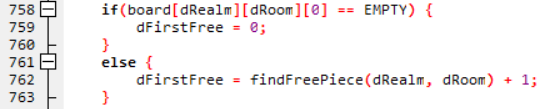 758 if(board[dRealm][dRoom][0] == EMPTY) {
759 dFirstFree = 0;
760 }
761 else {
762 dFirstFree = findFreePiece(dRealm, dRoom) + 1;
763 }